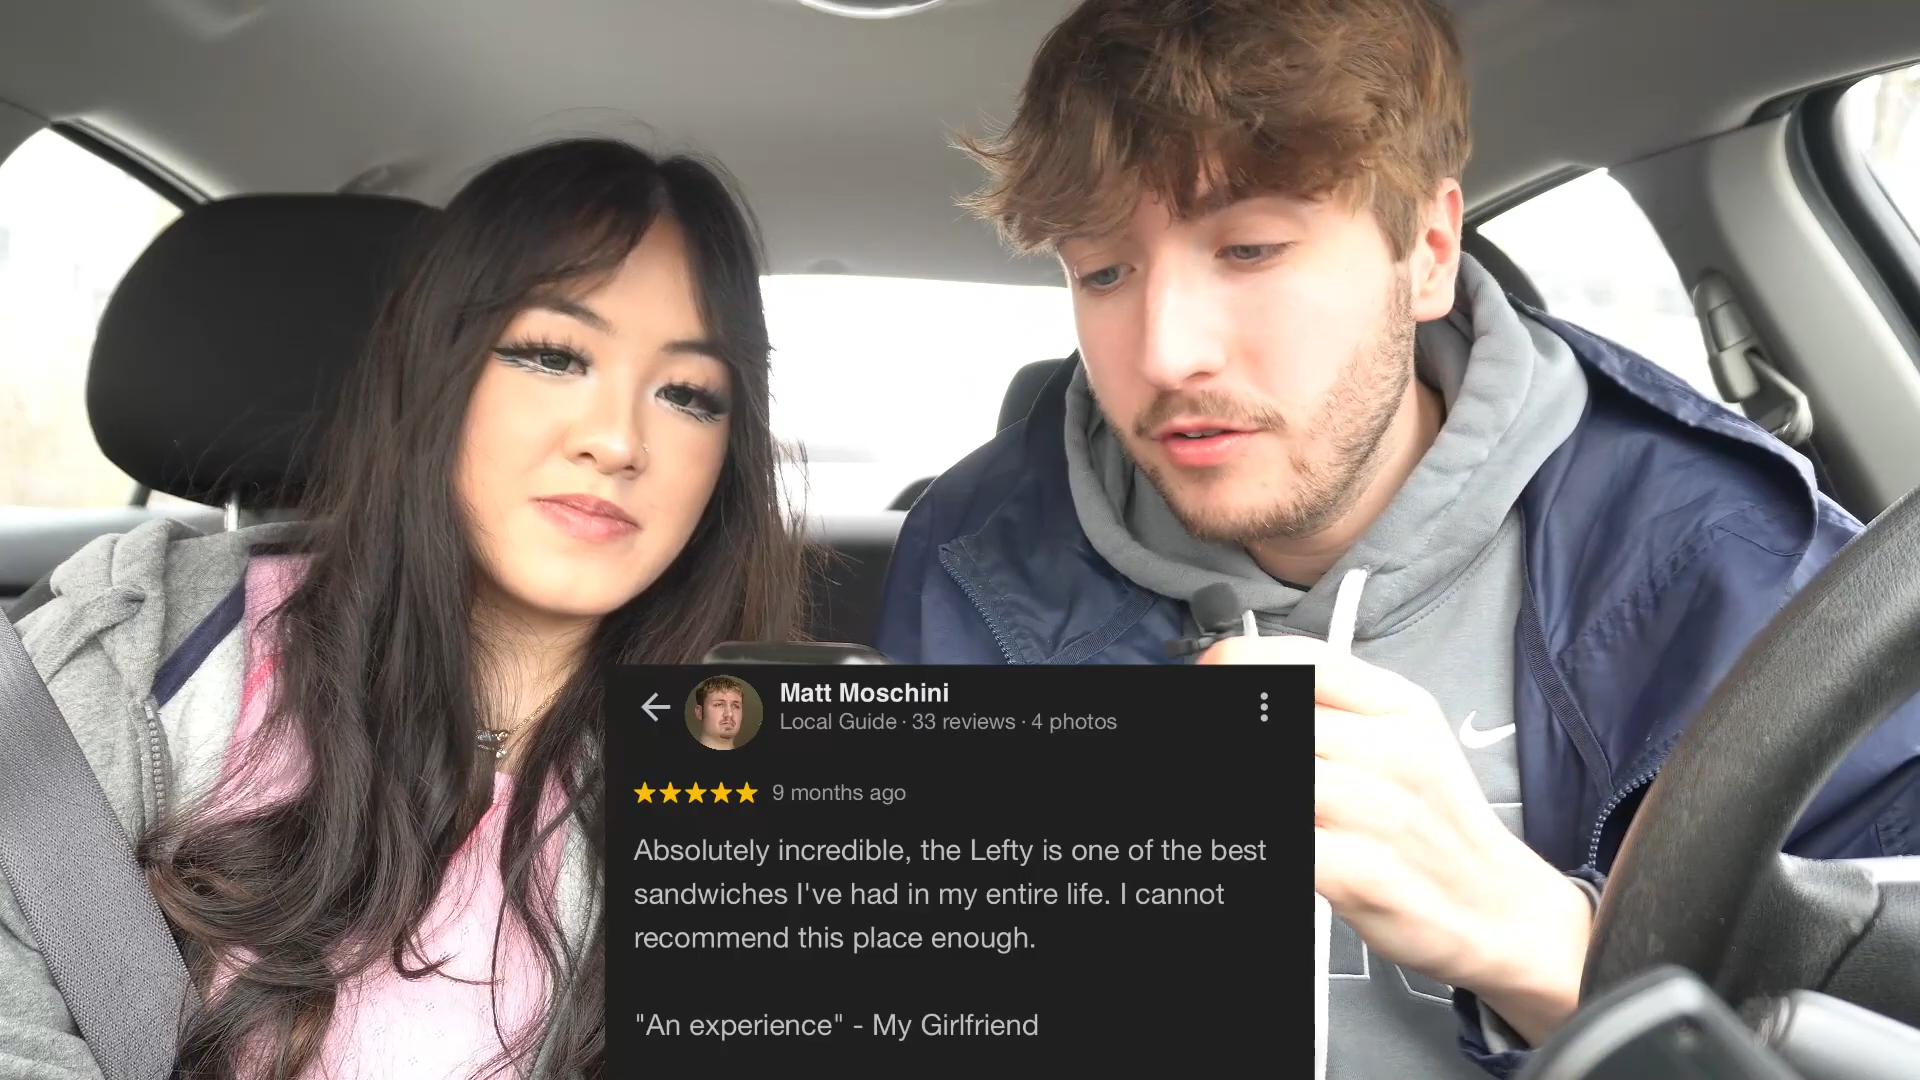 Matt Moschini
Local Guide · 33 reviews · 4 photos
9 months ago
Absolutely incredible, the Lefty is one of the best
sandwiches I've had in my entire life. I cannot
recommend this place enough.
"An experience" - My Girlfriend